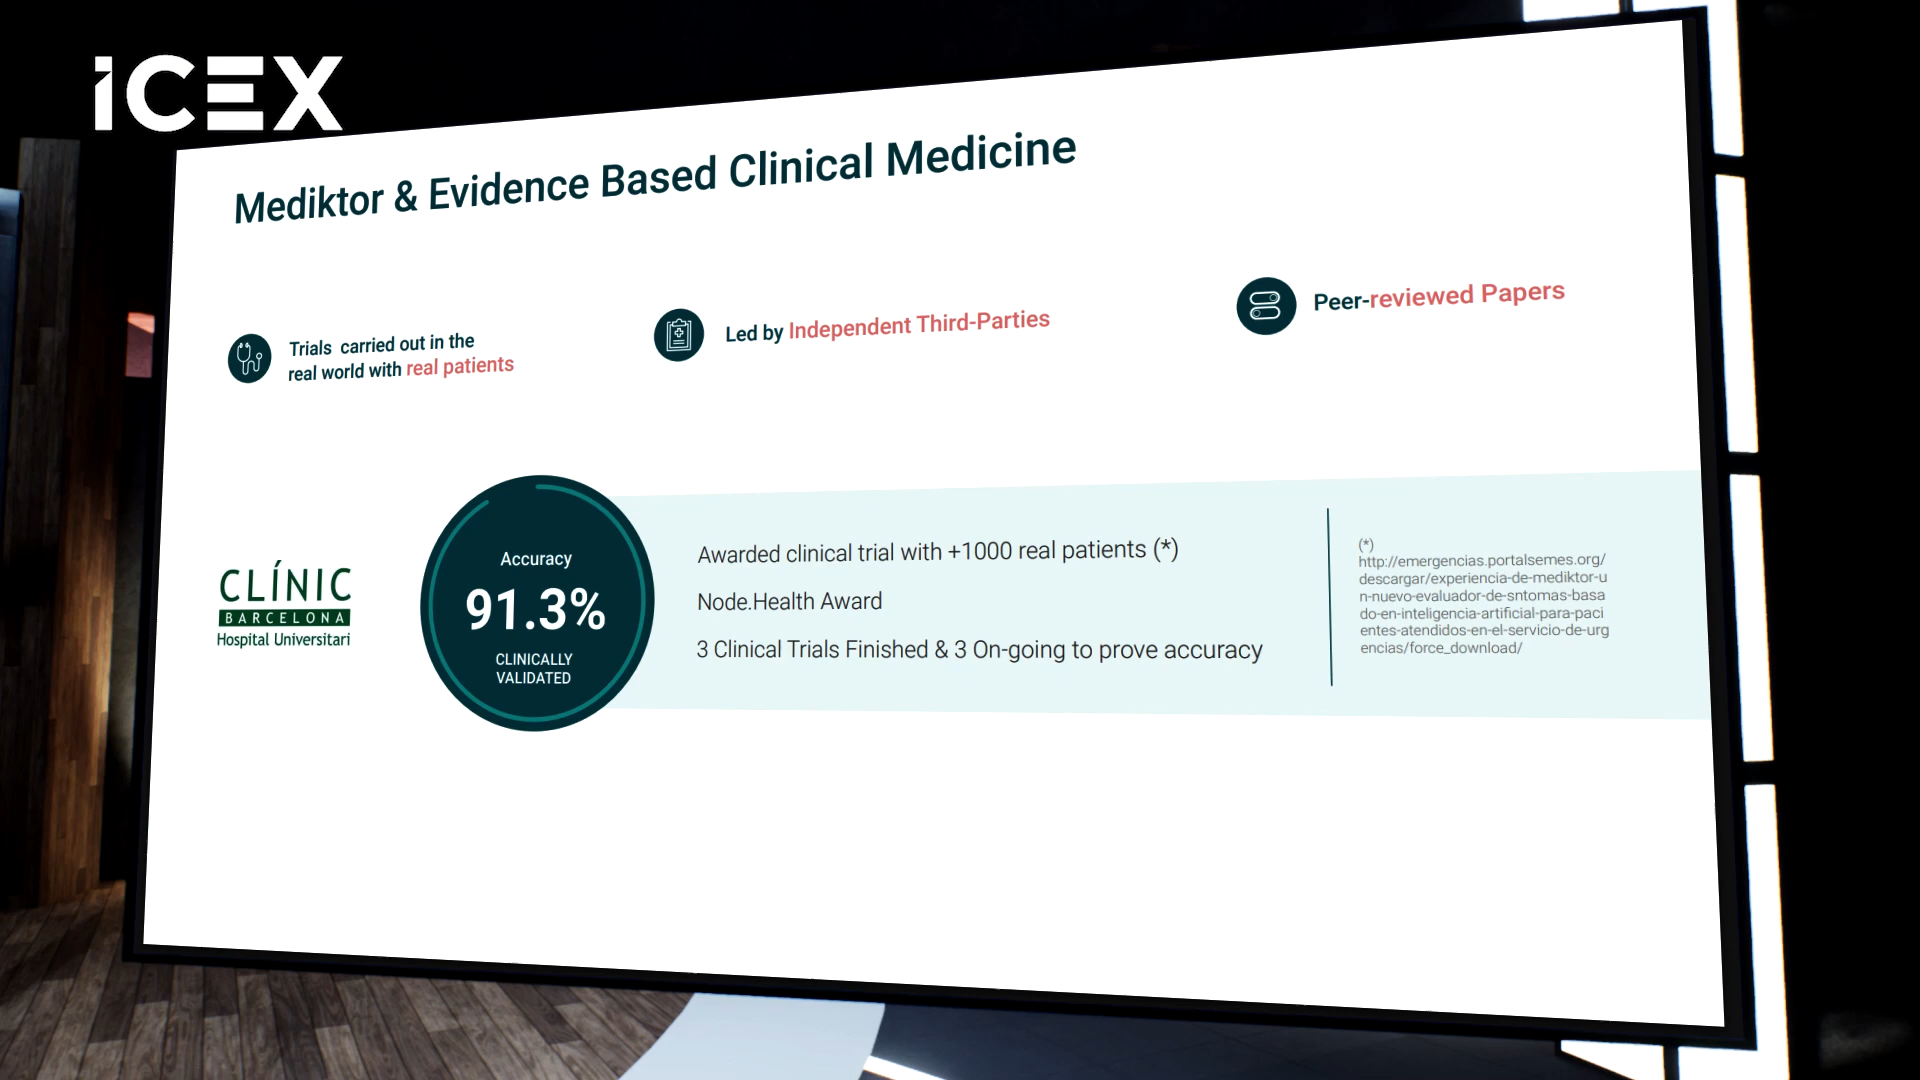 iCEX
Mediktor & Evidence Based Clinical Medicine
Trials carried out in the
real world with real patients
Led by Independent Third-Parties
Peer-reviewed Papers
CLÍNIC
BARCELONA
Hospital Universitari
Accuracy
91.3%
CLINICALLY
VALIDATED
Awarded clinical trial with +1000 real patients (*)
Node.Health Award
3 Clinical Trials Finished & 3 On-going to prove accuracy
(*)
http://emergencias.portalsemes.org/
descargar/experiencia-de-mediktor-u
n-nuevo-evaluador-de-sntomas-basa
do-en-inteligencia-artificial-para-paci
entes-atendidos-en-el-servicio-de-urg
encias/force_download/